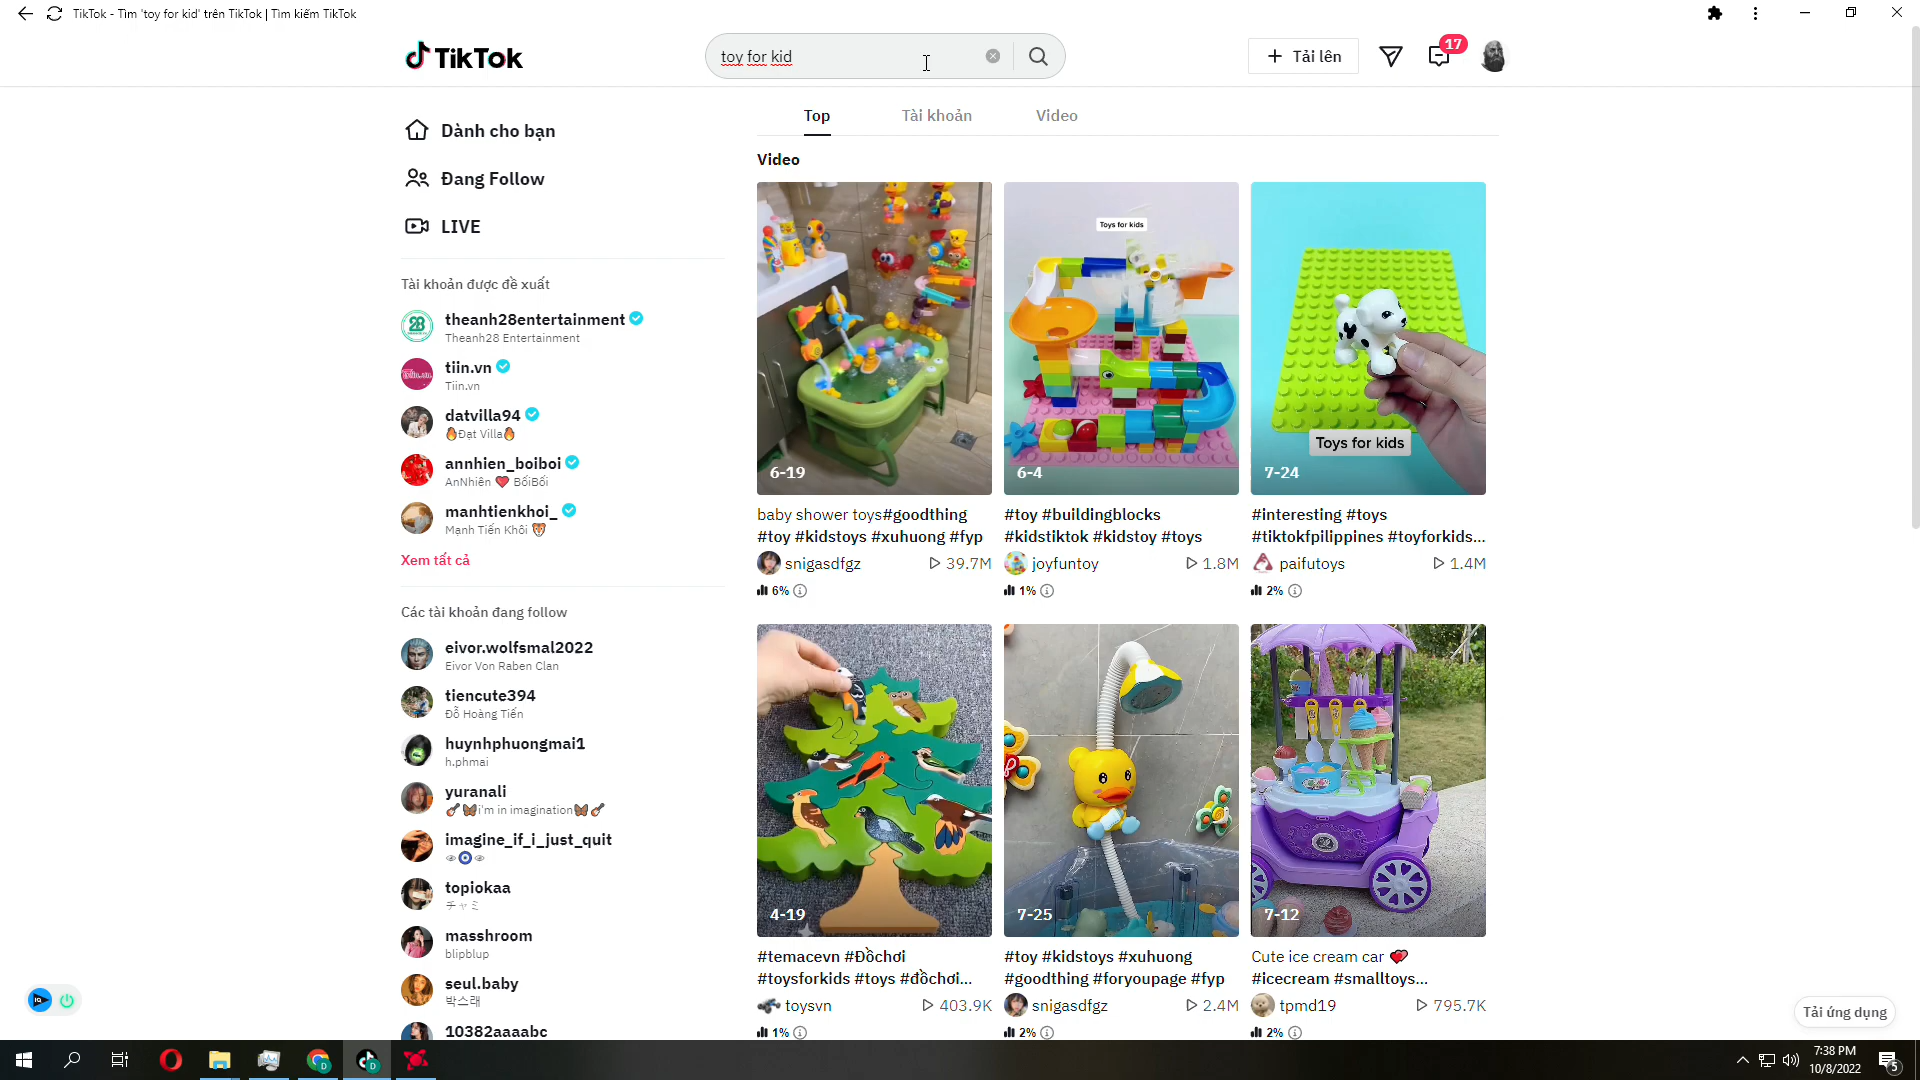 TikTok - Tìm 'toy for kid' trên TikTok | Tìm kiếm TikTok
TikTok
toy for kid
Tải lên
17
Dành cho bạn
Đang Follow
LIVE
Tài khoản được đề xuất
28
theanh28entertainment
Theanh28 Entertainment
tiin.vn
Tiin.vn
datvilla94
🔥Đạt Villa🔥
annhien_boiboi
AnNhiên ❤️ BốiBối
manhtienkhoi_
Mạnh Tiến Khôi 🐯
Xem tất cả
Các tài khoản đang follow
eivor.wolfsmal2022
Eivor Von Raben Clan
tiencute394
Đỗ Hoàng Tiến
huynhphuongmai1
h.phmai
yuranali
🎸🦋i'm in imagination🦋🎸
imagine_if_i_just_quit
👁🧿👁
topiokaa
チャミ
masshroom
blipblup
seul.baby
박스래
10382aaaabc
Top
Tài khoản
Video
Video
6-19
baby shower toys#goodthing
#toy #kidstoys #xuhuong #fyp
snigasdfgz
39.7M
6%
Toys for kids
6-4
#toy #buildingblocks
#kidstiktok #kidstoy #toys
joyfuntoy
1.8M
1%
Toys for kids
7-24
#interesting #toys
#tiktokfpilippines #toyforkids...
paifutoys
1.4M
2%
4-19
#temacevn #Đồchơi
#toysforkids #toys #đồchơi...
toysvn
403.9K
1%
7-25
#toy #kidstoys #xuhuong
#goodthing #foryoupage #fyp
snigasdfgz
2.4M
2%
7-12
Cute ice cream car 💕
#icecream #smalltoys...
tpmd19
795.7K
2%
Tải ứng dụng
7:38 PM
10/8/2022
5